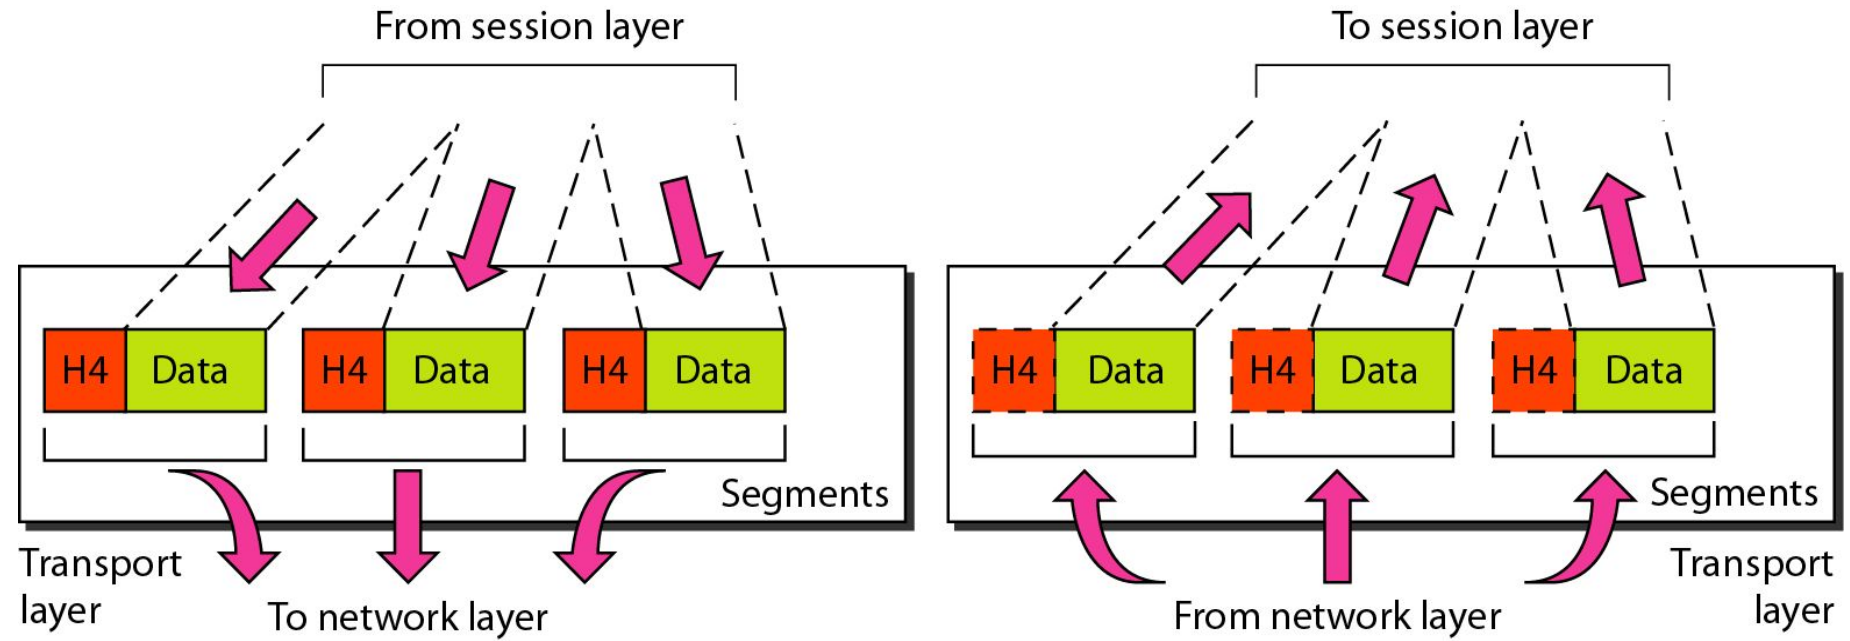 From session layer
H4 Data H4 Data H4 Data
Segments
Transport
layer
To network layer
To session layer
H4 Data H4 Data H4 Data
Segments
From network layer
Transport
layer